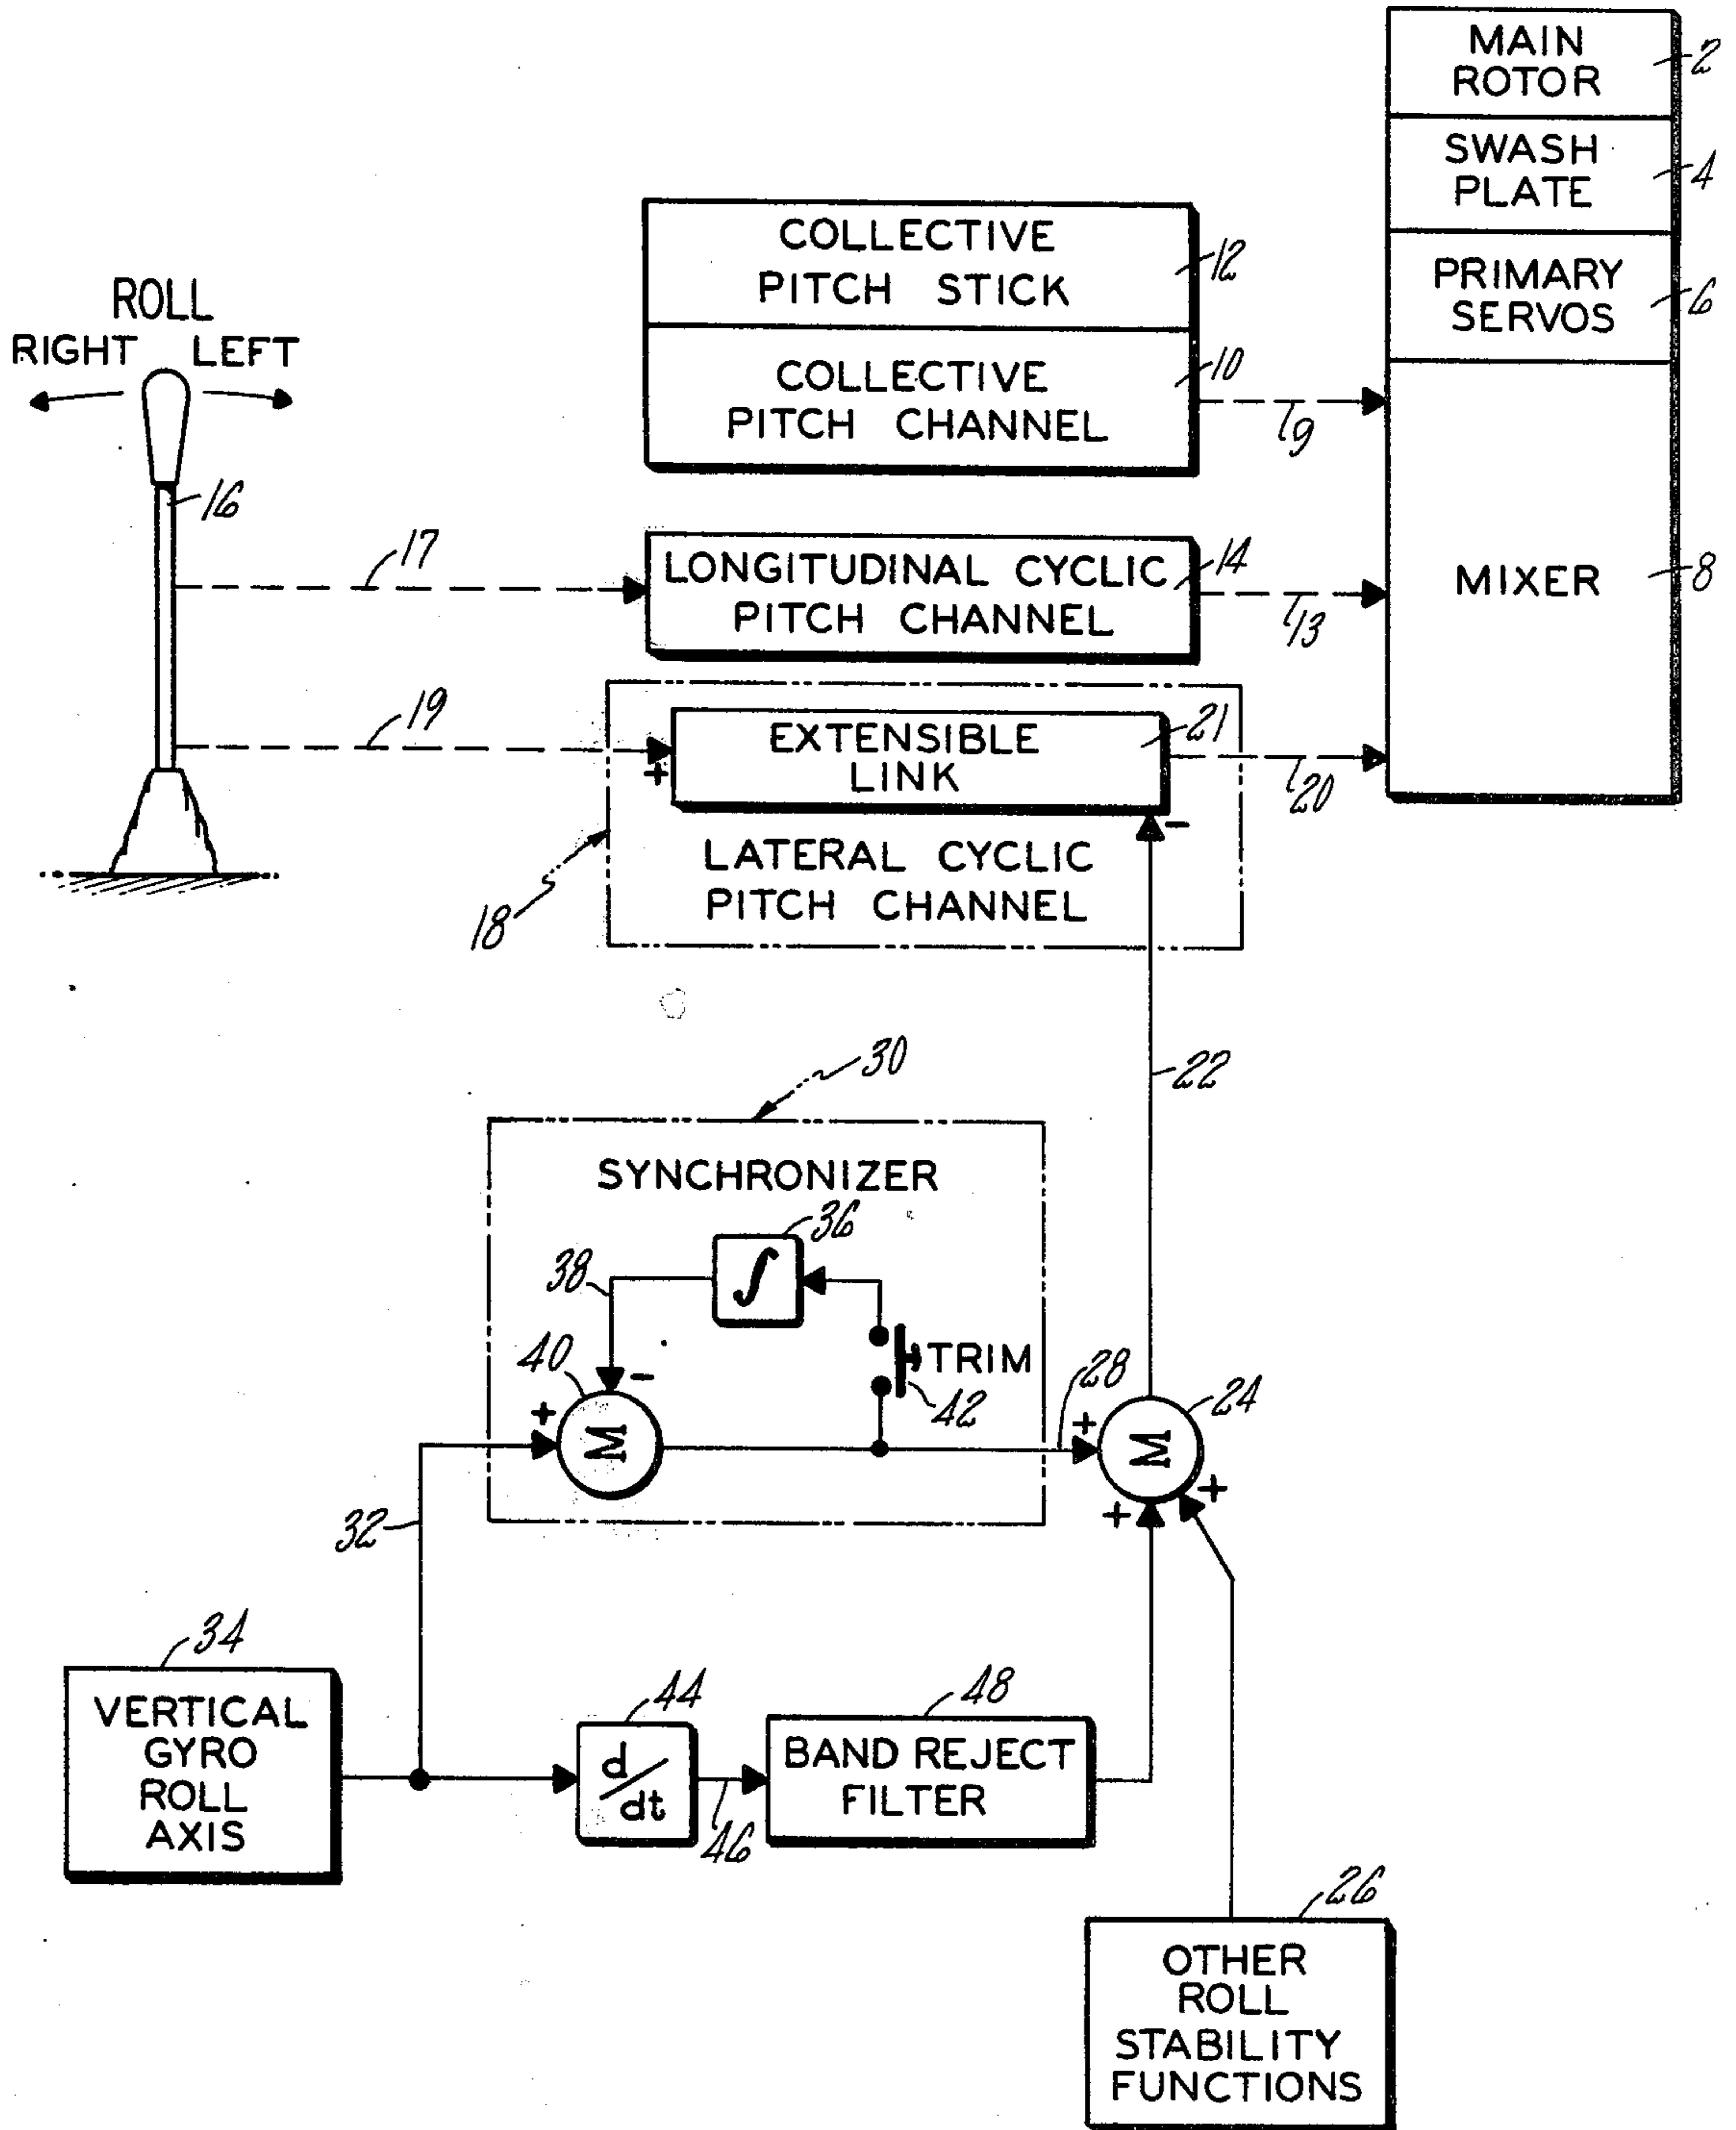 MAIN
ROTOR
2
SWASH
PLATE
4
PRIMARY
SERVOS
6
MIXER
8
COLLECTIVE
PITCH STICK
12
COLLECTIVE
PITCH CHANNEL
10
9
ROLL
RIGHT LEFT
16
17
LONGITUDINAL CYCLIC
PITCH CHANNEL
14
13
19
+
EXTENSIBLE
LINK
21
20
-
LATERAL CYCLIC
PITCH CHANNEL
18
22
30
SYNCHRONIZER
36
∫
38
TRIM
42
40
-
+
Σ
28
+
24
Σ
+
+
32
34
VERTICAL
GYRO
ROLL
AXIS
44
d/dt
46
48
BAND REJECT
FILTER
26
OTHER
ROLL
STABILITY
FUNCTIONS